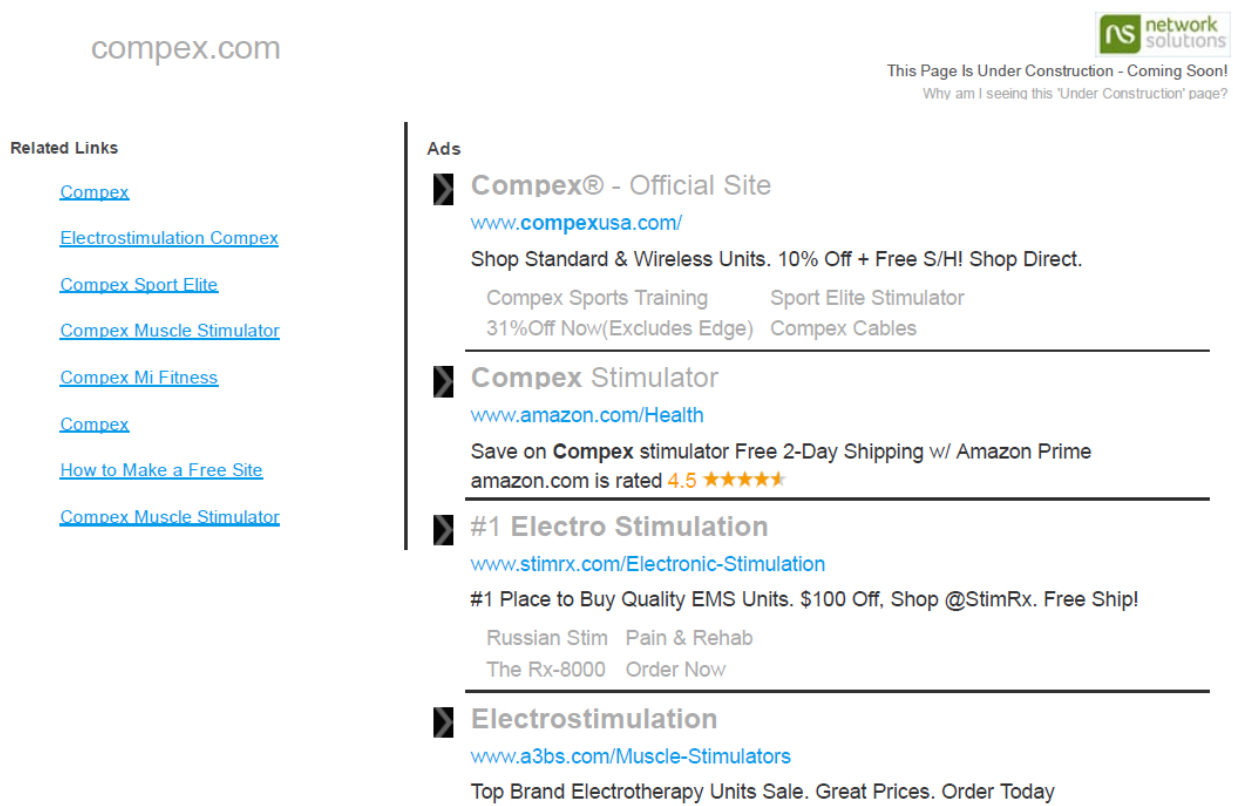 compex.com
network
solutions
This Page Is Under Construction - Coming Soon!
Why am I seeing this 'Under Construction' page?
Related Links
Compex
Electrostimulation Compex
Compex Sport Elite
Compex Muscle Stimulator
Compex Mi Fitness
Compex
How to Make a Free Site
Compex Muscle Stimulator
Ads
Compex® - Official Site
www.compexusa.com/
Shop Standard & Wireless Units. 10% Off + Free S/H! Shop Direct.
Compex Sports Training Sport Elite Stimulator
31%Off Now(Excludes Edge) Compex Cables
Compex Stimulator
www.amazon.com/Health
Save on Compex stimulator Free 2-Day Shipping w/ Amazon Prime
amazon.com is rated 4.5 ★★★★★
#1 Electro Stimulation
www.stimrx.com/Electronic-Stimulation
#1 Place to Buy Quality EMS Units. $100 Off, Shop @StimRx. Free Ship!
Russian Stim Pain & Rehab
The Rx-8000 Order Now
Electrostimulation
www.a3bs.com/Muscle-Stimulators
Top Brand Electrotherapy Units Sale. Great Prices. Order Today